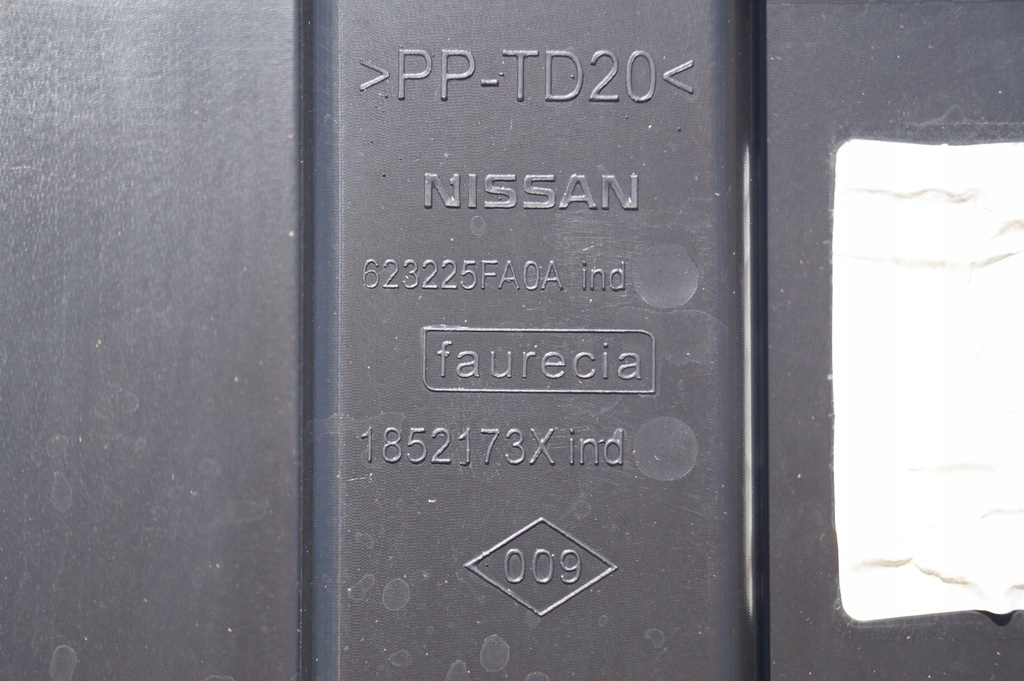 >PP-TD20<
NISSAN
623225FA0A ind
faurecia
1852173X ind
009